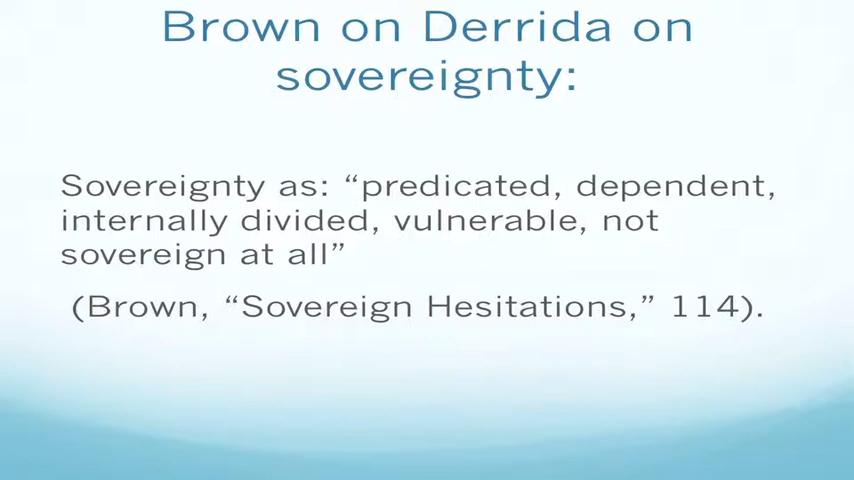 Brown on Derrida on
sovereignty:
Sovereignty as: “predicated, dependent,
internally divided, vulnerable, not
sovereign at all”
(Brown, “Sovereign Hesitations,” 114).